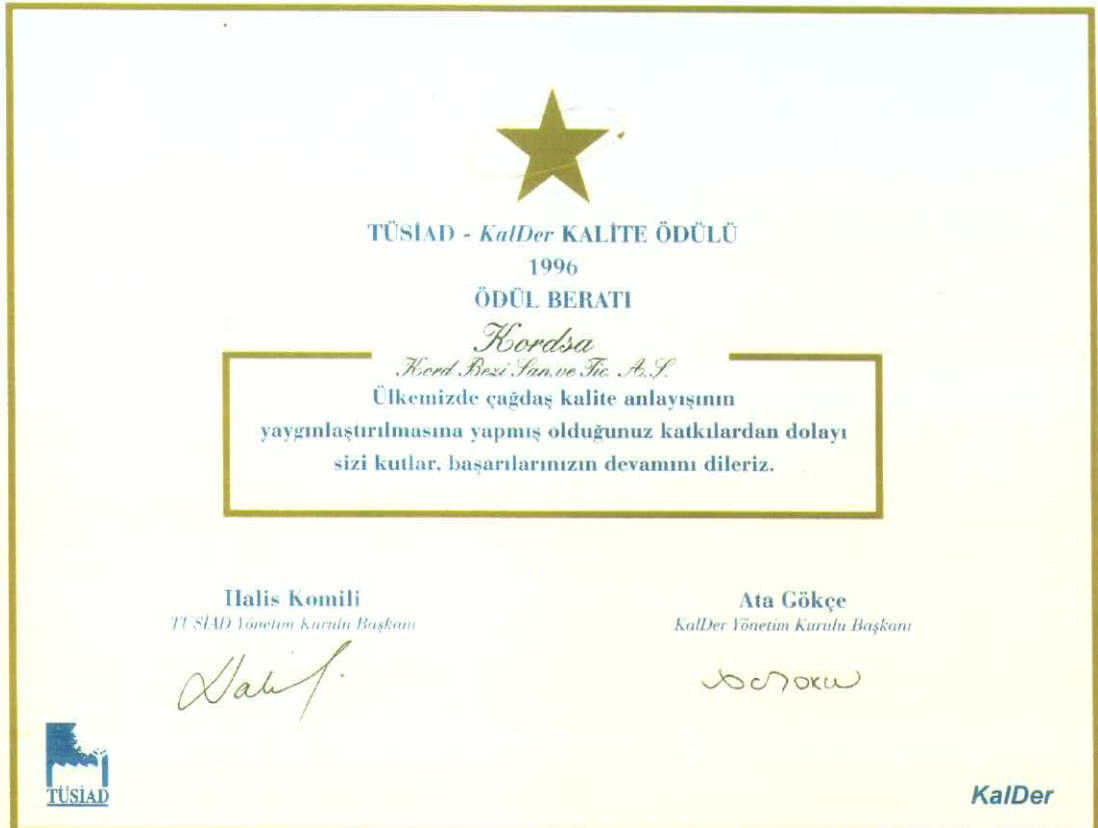 TÜSİAD - KalDer KALİTE ÖDÜLÜ
1996
ÖDÜL BERATI
Kordsa
Kord Bezi San. ve Tic. A.Ş.
Ülkemizde çağdaş kalite anlayışının
yaygınlaştırılmasına yapmış olduğunuz katkılardan dolayı
sizi kutlar, başarılarınızın devamını dileriz.
Halis Komili
TÜSİAD Yönetim Kurulu Başkanı
Ata Gökçe
KalDer Yönetim Kurulu Başkanı
TÜSİAD
KalDer